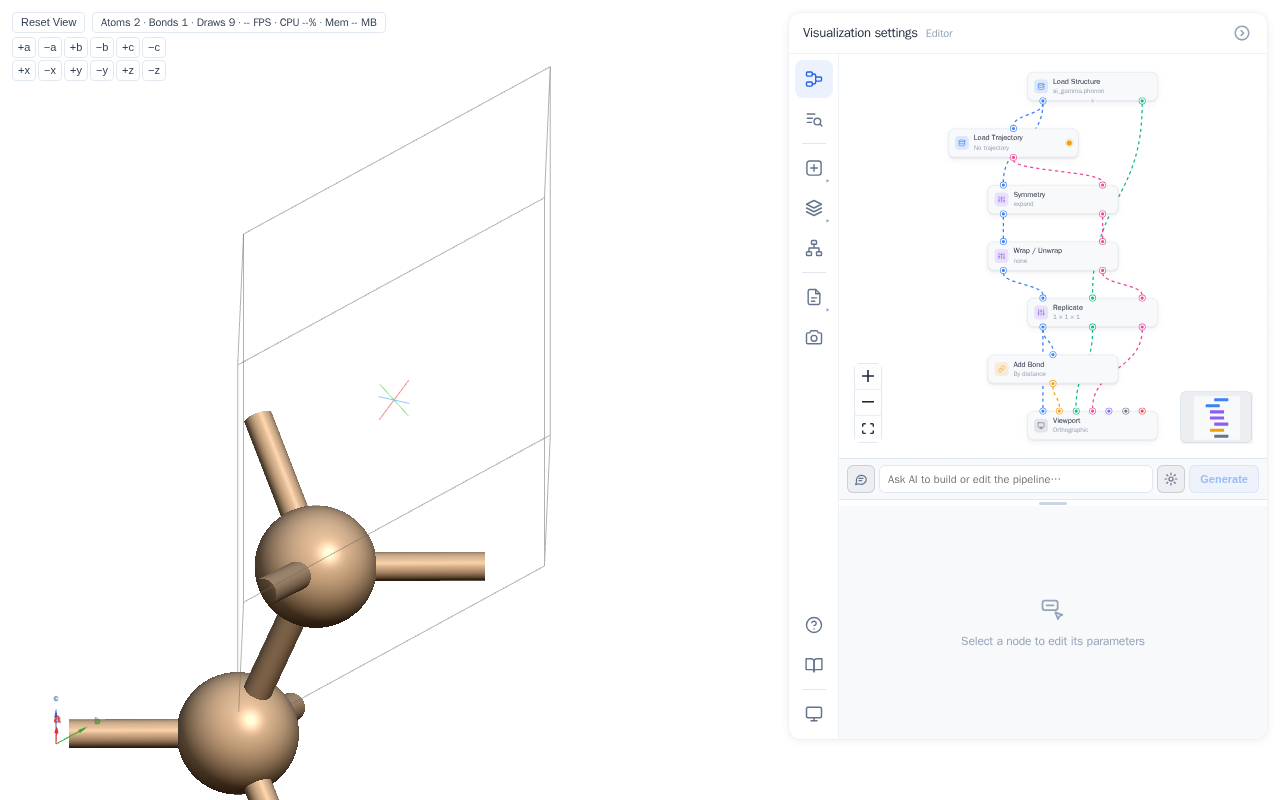 Reset View
Atoms 2 · Bonds 1 · Draws 9 · -- FPS · CPU --% · Mem -- MB
+a −a +b −b +c −c
+x −x +y −y +z −z
c
a
b
Visualization settings Editor
Load Structure
si_gamma.phonon
Load Trajectory
No trajectory
Symmetry
expand
Wrap / Unwrap
none
Replicate
1 × 1 × 1
Add Bond
By distance
Viewport
Orthographic
Ask AI to build or edit the pipeline···
Generate
Select a node to edit its parameters